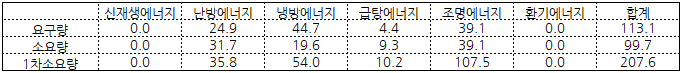 신재생에너지 난방에너지 냉방에너지 급탕에너지 조명에너지 환기에너지 합계
요구량 0.0 24.9 44.7 4.4 39.1 0.0 113.1
소요량 0.0 31.7 19.6 9.3 39.1 0.0 99.7
1차소요량 0.0 35.8 54.0 10.2 107.5 0.0 207.6